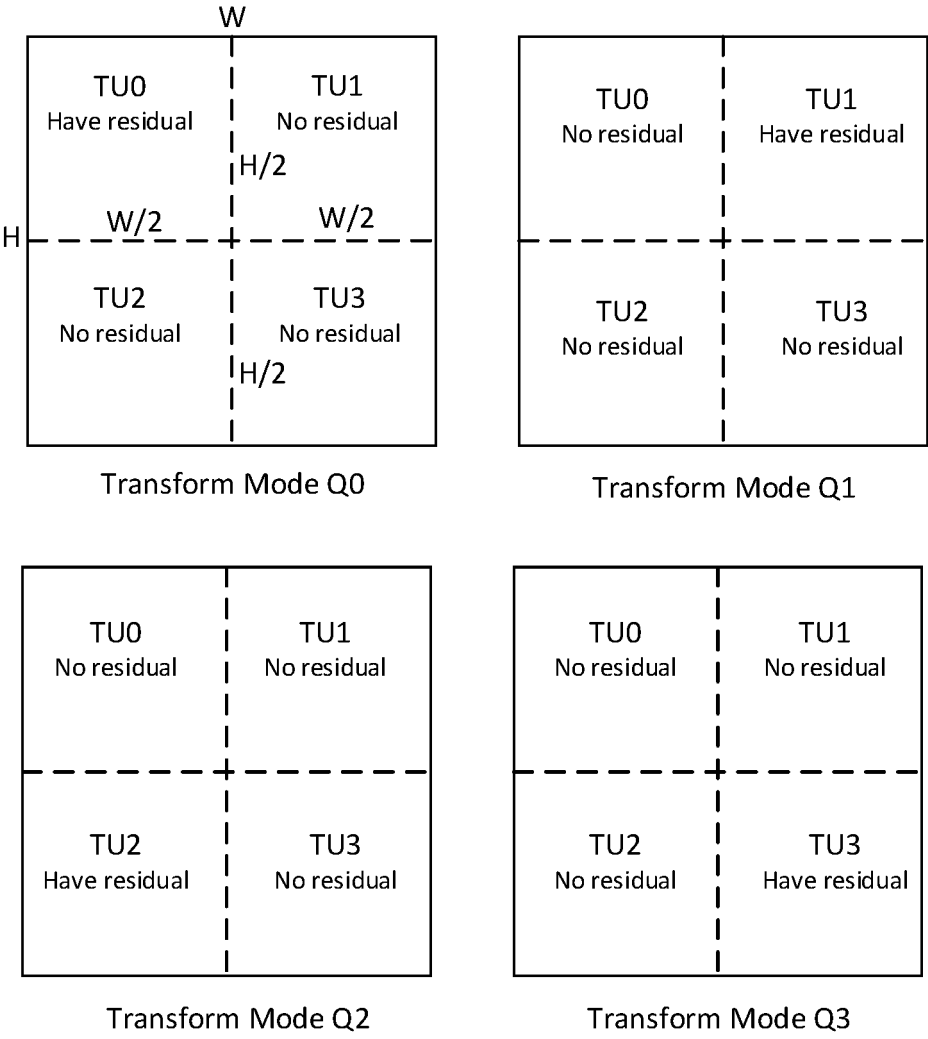 W
TU0
Have residual
TU1
No residual
H/2
W/2
W/2
H
TU2
No residual
TU3
No residual
H/2
Transform Mode Q0
TU0
No residual
TU1
Have residual
TU2
No residual
TU3
No residual
Transform Mode Q1
TU0
No residual
TU1
No residual
TU2
Have residual
TU3
No residual
Transform Mode Q2
TU0
No residual
TU1
No residual
TU2
No residual
TU3
Have residual
Transform Mode Q3